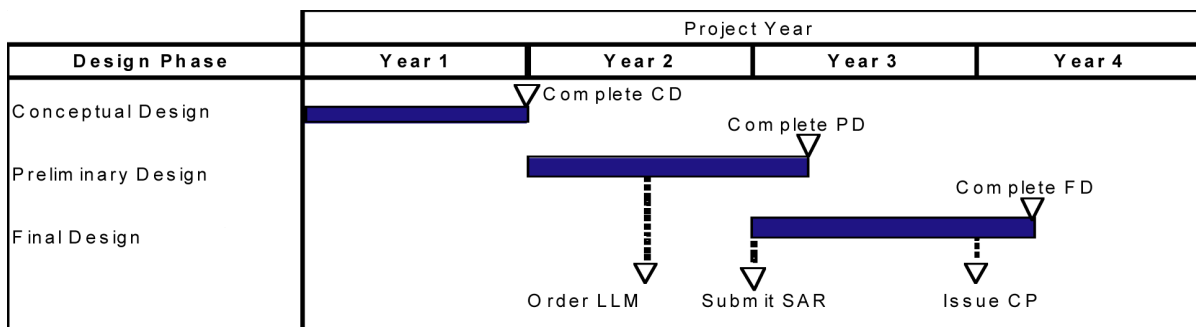 Project Year
Design Phase Year 1 Year 2 Year 3 Year 4
Complete CD
Conceptual Design
Complete PD
Preliminary Design
Complete FD
Final Design
Order LLM Submit SAR Issue CP